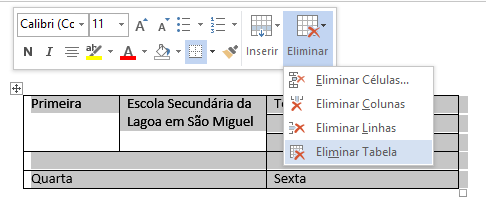 Calibri (Cc 11
N I S Inserir Eliminar
Eliminar Células...
Eliminar Colunas
Eliminar Linhas
Eliminar Tabela
Primeira Escola Secundária da
Lagoa em São Miguel
Quarta Sexta